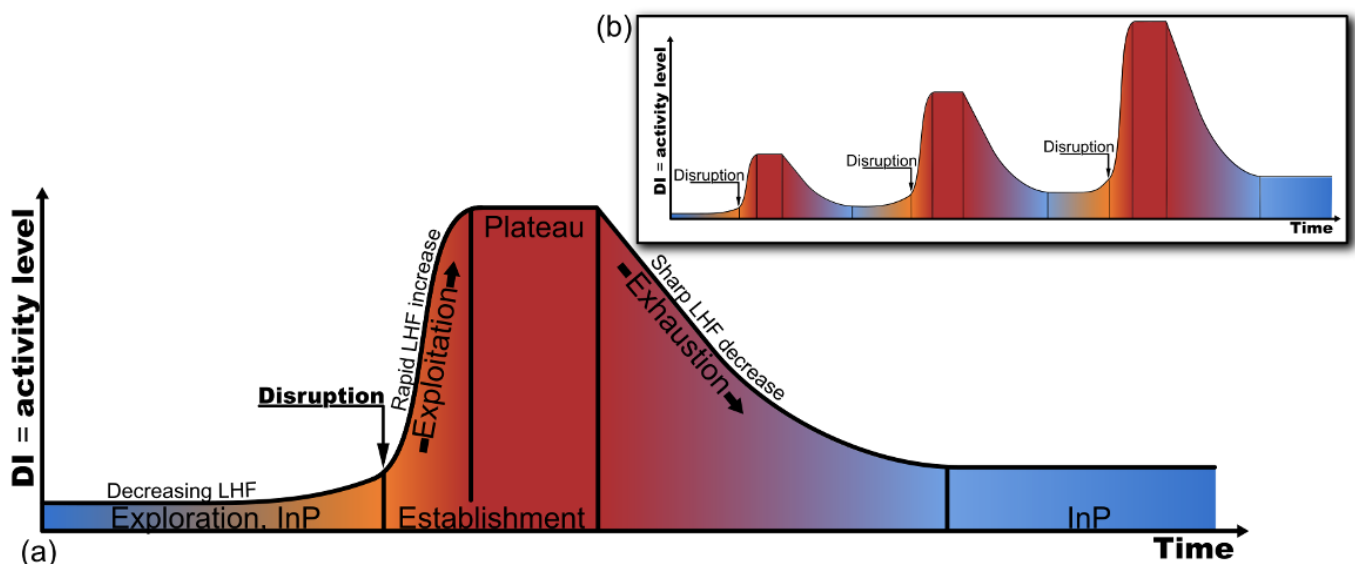 (b)
DI = activity level
Disruption
Disruption
Disruption
Time
DI = activity level
Decreasing LHF
Exploration, InP
Disruption
Rapid LHF increase
Exploitation
Establishment
Plateau
Sharp LHF decrease
Exhaustion
InP
Time
(a)